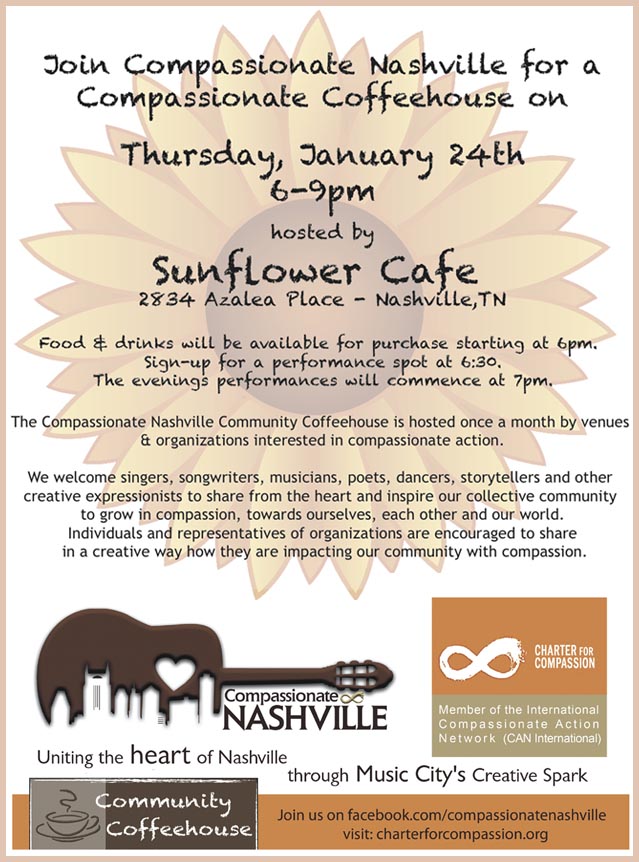 Join Compassionate Nashville for a
Compassionate Coffeehouse on
Thursday, January 24th
6-9pm
hosted by
Sunflower Cafe
2834 Azalea Place - Nashville,TN
Food & drinks will be available for purchase starting at 6pm.
Sign-up for a performance spot at 6:30.
The evenings performances will commence at 7pm.
The Compassionate Nashville Community Coffeehouse is hosted once a month by venues
& organizations interested in compassionate action.
We welcome singers, songwriters, musicians, poets, dancers, storytellers and other
creative expressionists to share from the heart and inspire our collective community
to grow in compassion, towards ourselves, each other and our world.
Individuals and representatives of organizations are encouraged to share
in a creative way how they are impacting our community with compassion.
Compassionate
NASHVILLE
CHARTER FOR
COMPASSION
Member of the International
Compassionate Action
Network (CAN International)
Uniting the heart of Nashville
through Music City's Creative Spark
Community
Coffeehouse
Join us on facebook.com/compassionatenashville
visit: charterforcompassion.org